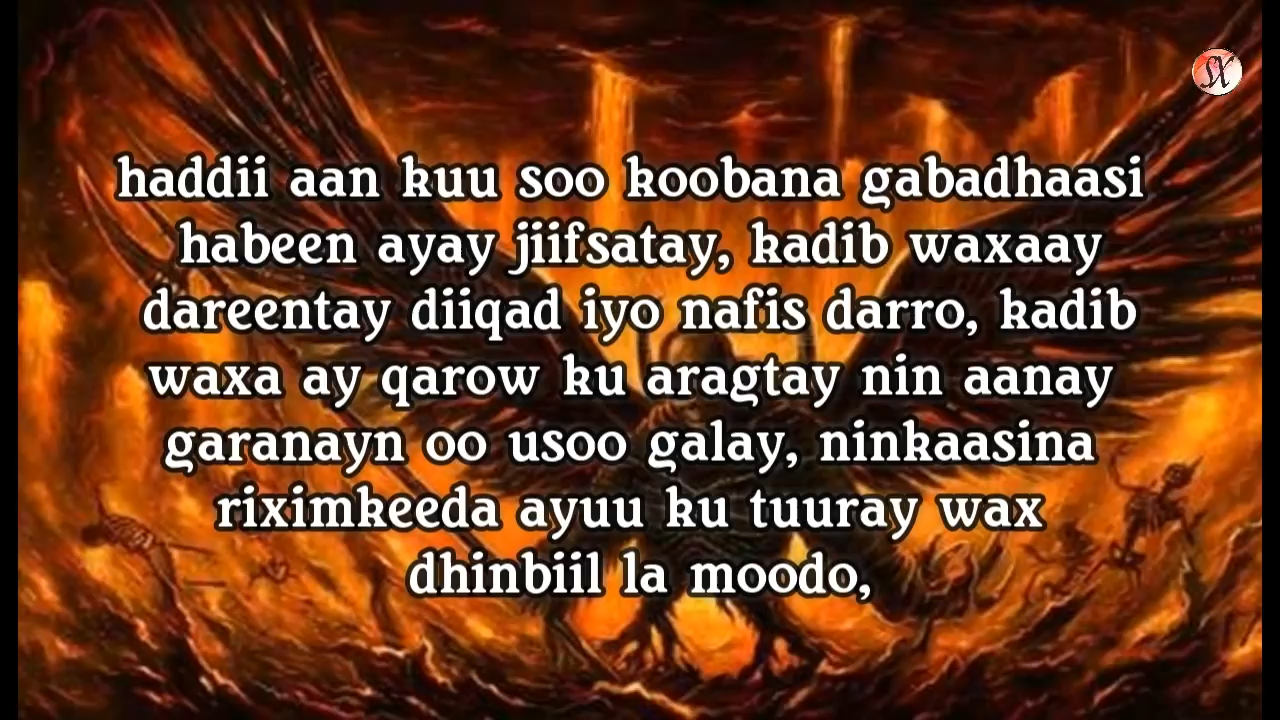 SX
haddii aan kuu soo koobana gabadhaasi
habeen ayay jiifsatay, kadib waxaay
dareentay diiqad iyo nafis darro, kadib
waxa ay qarow ku aragtay nin aanay
garanayn oo usoo galay, ninkaasina
riximkeeda ayuu ku tuuray wax
dhinbiil la moodo,